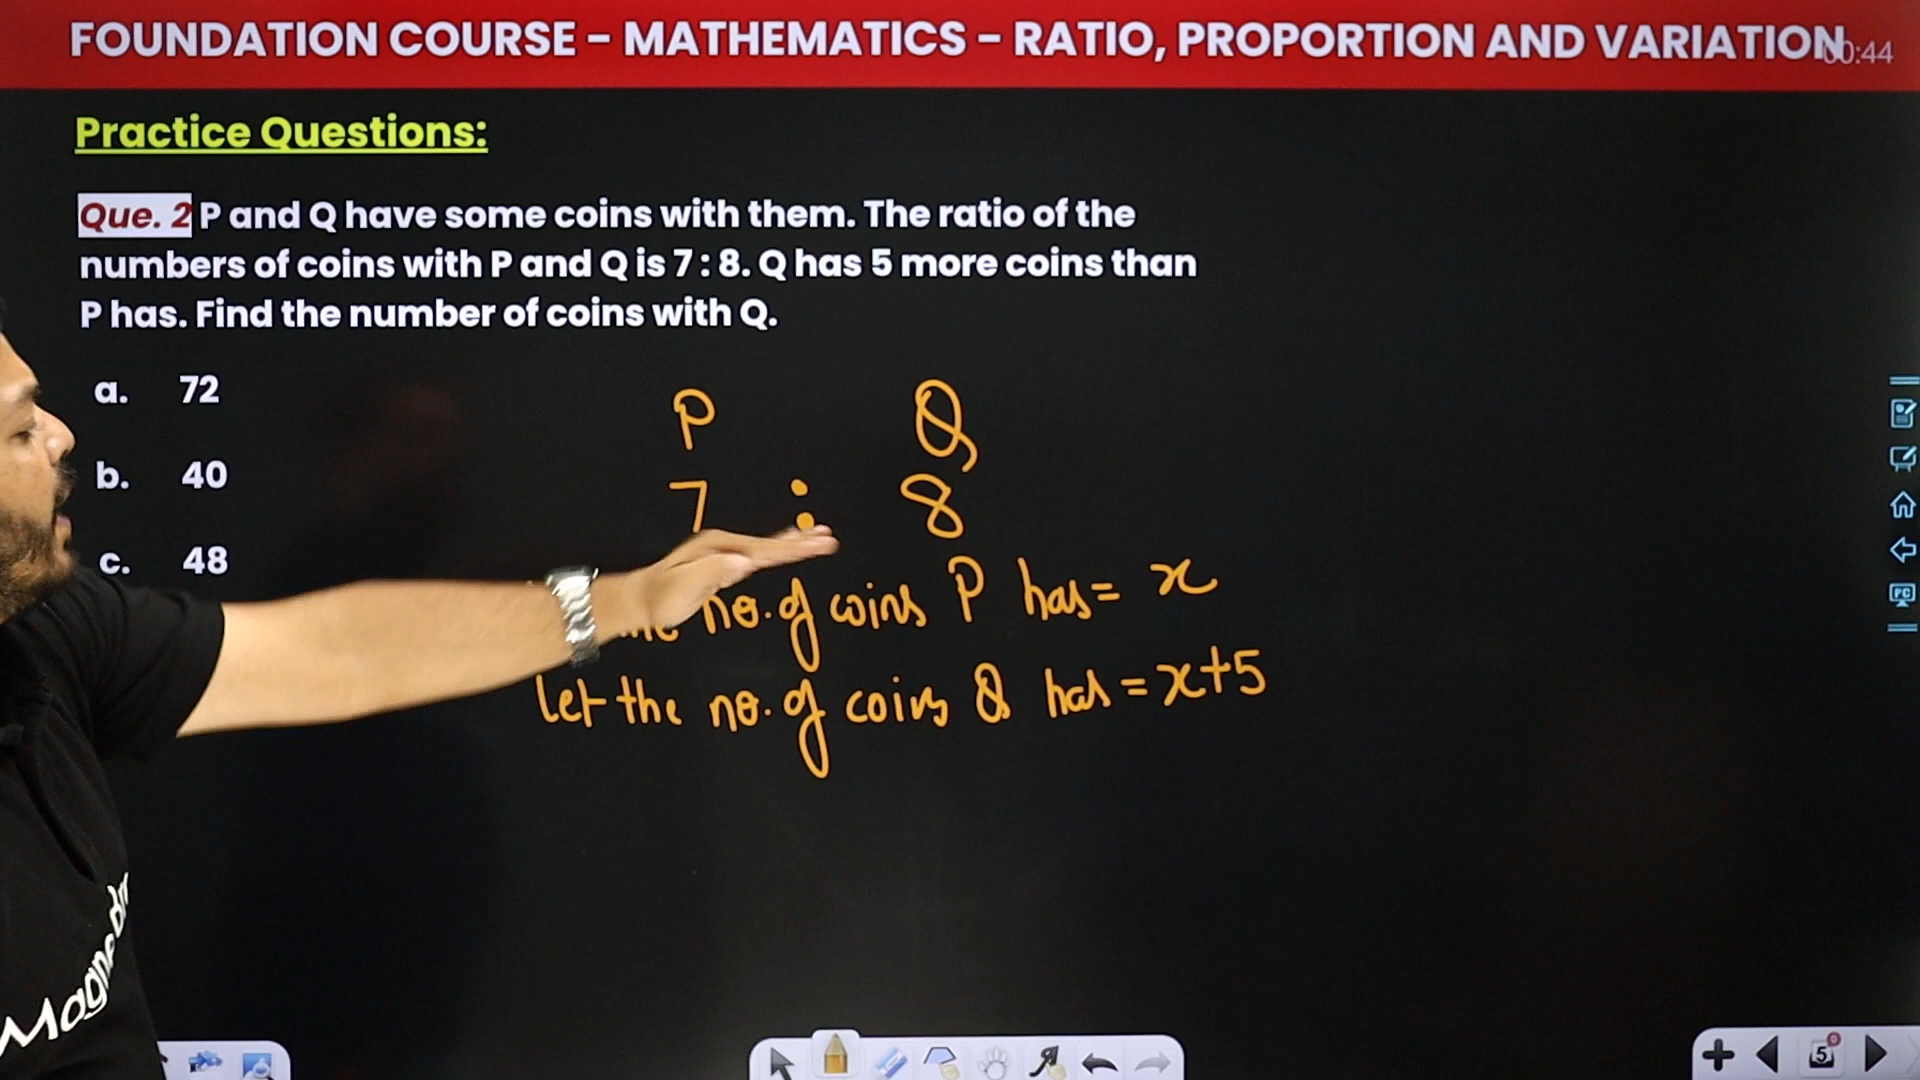 FOUNDATION COURSE - MATHEMATICS - RATIO, PROPORTION AND VARIATION
:44
Practice Questions:
Que. 2 P and Q have some coins with them. The ratio of the
numbers of coins with P and Q is 7 : 8. Q has 5 more coins than
P has. Find the number of coins with Q.
a. 72
b. 40
c. 48
P Q
7 : 8
no. of coins P has = x
Let the no. of coins Q has = x+5
PC
5